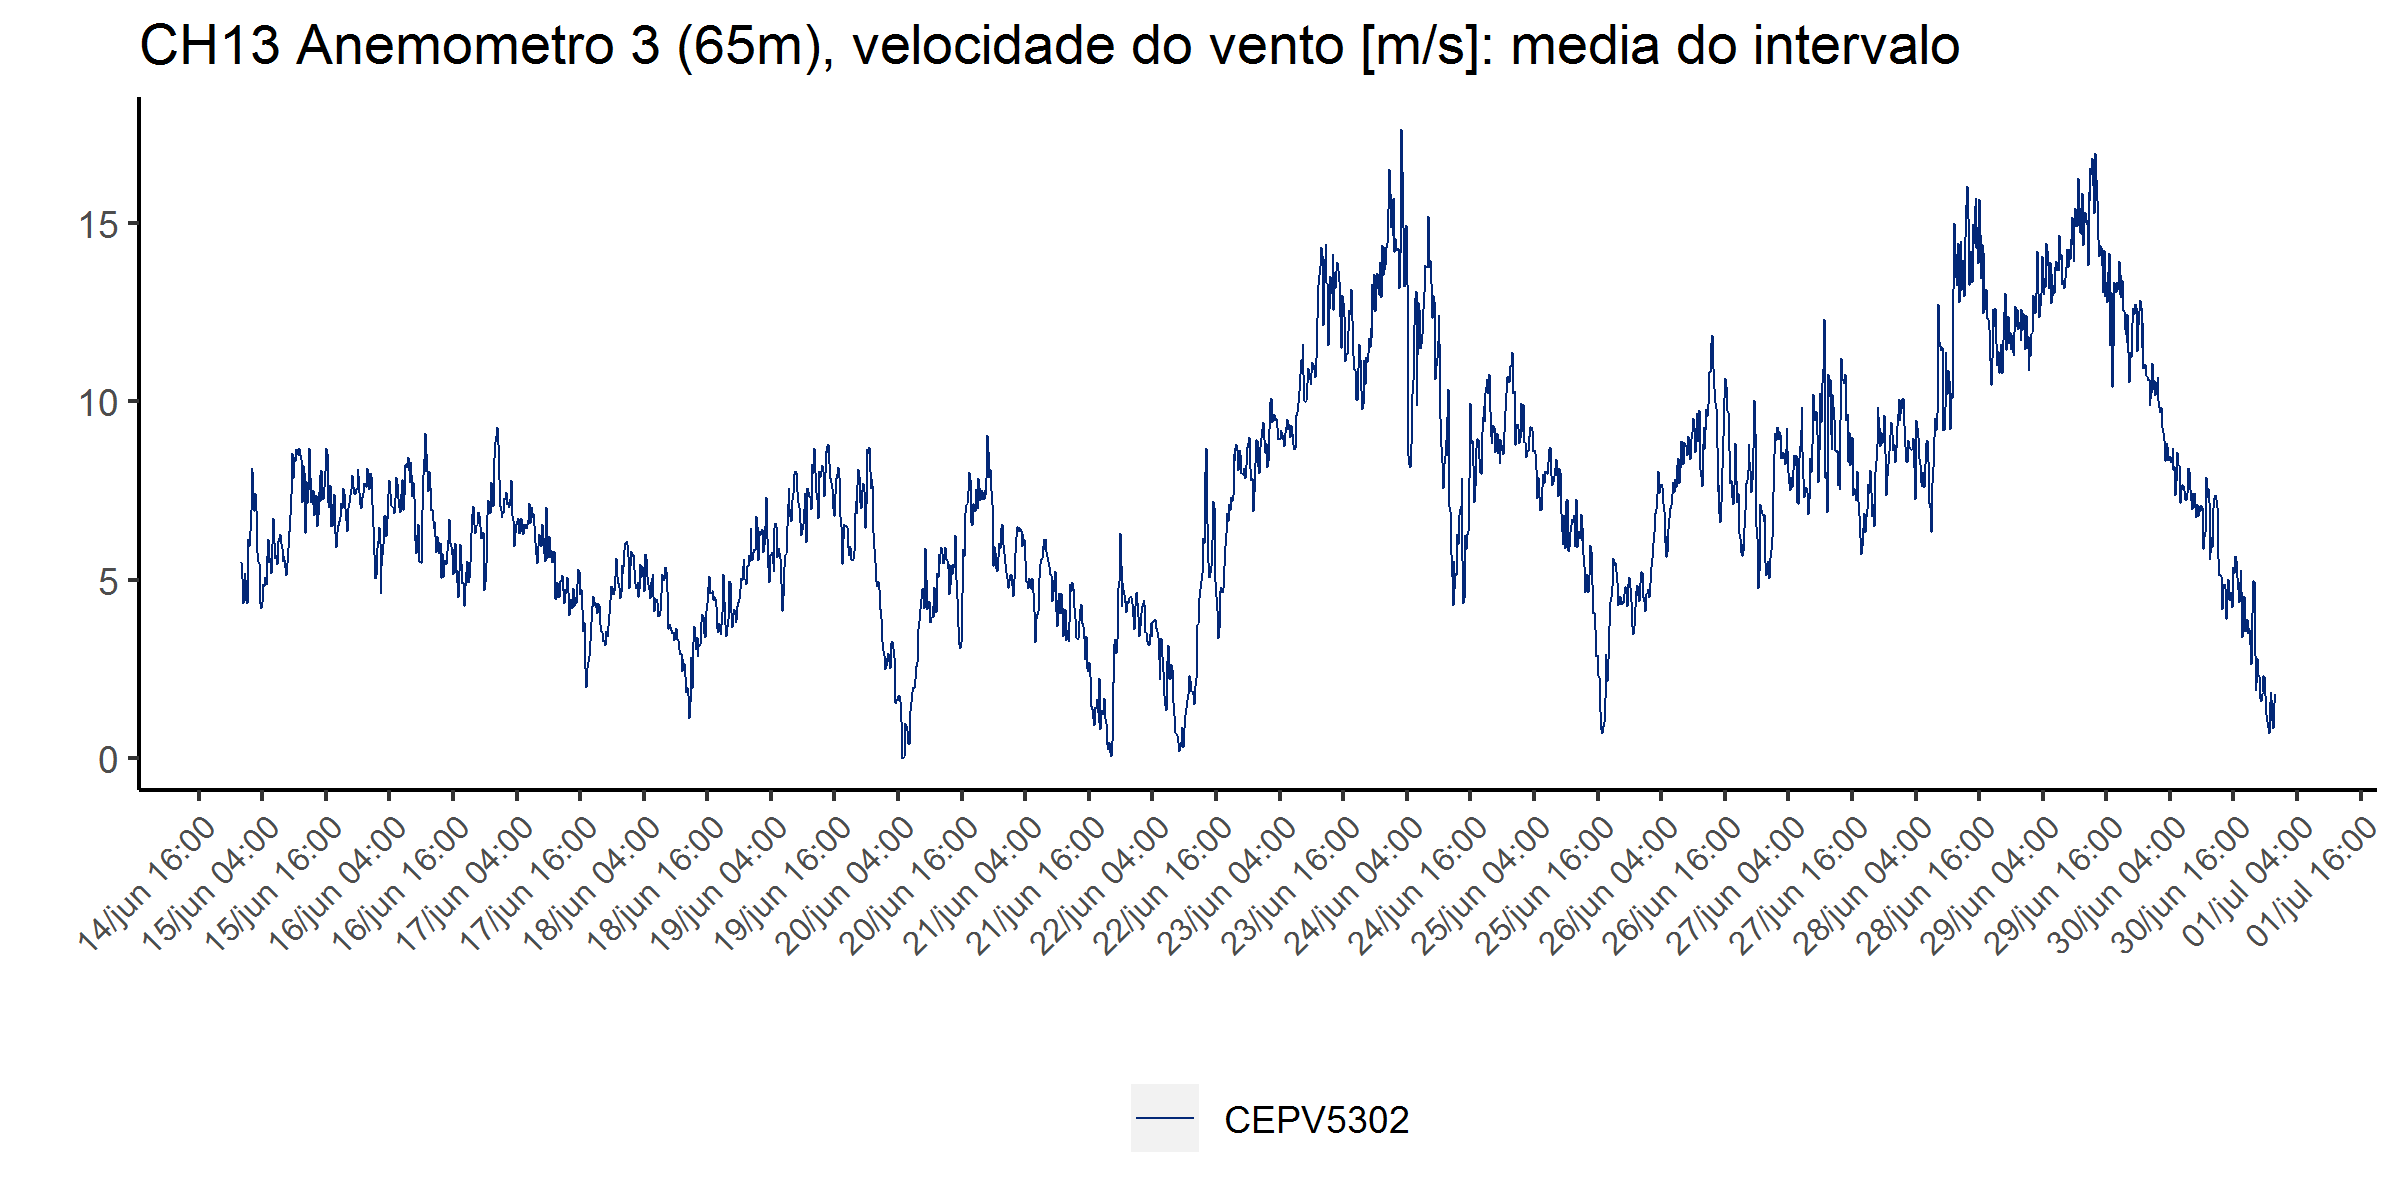 CH13 Anemometro 3 (65m), velocidade do vento [m/s]: media do intervalo
15
10
5
0
14/jun 16:00
15/jun 04:00
15/jun 16:00
16/jun 04:00
16/jun 16:00
17/jun 04:00
17/jun 16:00
18/jun 04:00
18/jun 16:00
19/jun 04:00
19/jun 16:00
20/jun 04:00
20/jun 16:00
21/jun 04:00
21/jun 16:00
22/jun 04:00
22/jun 16:00
23/jun 04:00
23/jun 16:00
24/jun 04:00
24/jun 16:00
25/jun 04:00
25/jun 16:00
26/jun 04:00
26/jun 16:00
27/jun 04:00
27/jun 16:00
28/jun 04:00
28/jun 16:00
29/jun 04:00
29/jun 16:00
30/jun 04:00
30/jun 16:00
01/jul 04:00
01/jul 16:00
CEPV5302